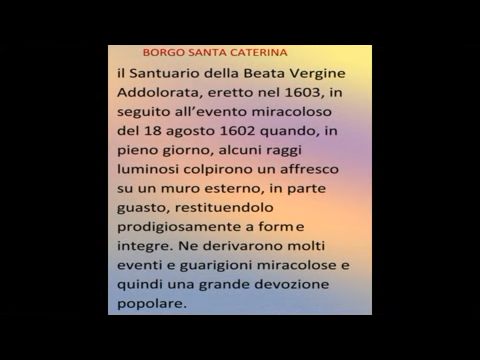 BORGO SANTA CATERINA
il Santuario della Beata Vergine
Addolorata, eretto nel 1603, in
seguito all’evento miracoloso
del 18 agosto 1602 quando, in
pieno giorno, alcuni raggi
luminosi colpirono un affresco
su un muro esterno, in parte
guasto, restituendolo
prodigiosamente a forme
integre. Ne derivarono molti
eventi e guarigioni miracolose e
quindi una grande devozione
popolare.